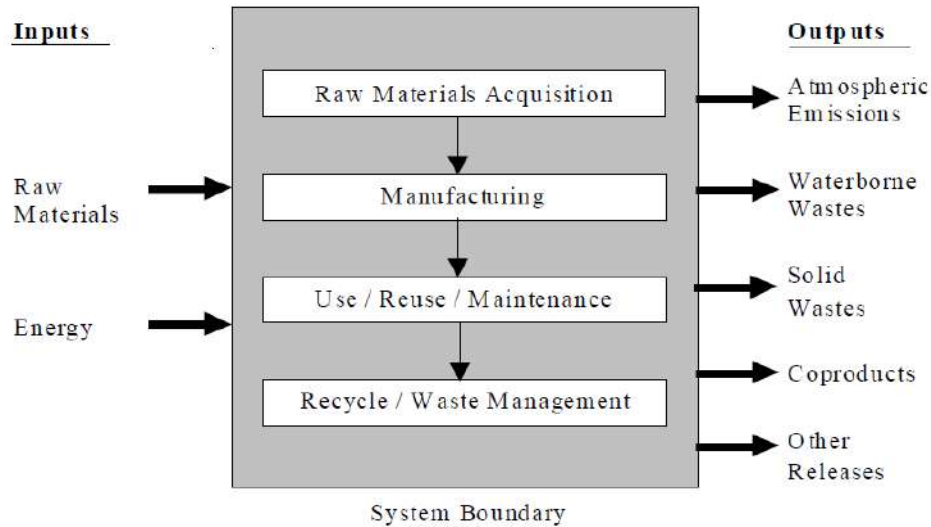 Inputs
Outputs
Raw Materials Acquisition
Atmospheric
Emissions
Raw
Materials
Manufacturing
Waterborne
Wastes
Use / Reuse / Maintenance
Solid
Wastes
Energy
Recycle / Waste Management
Coproducts
Other
Releases
System Boundary